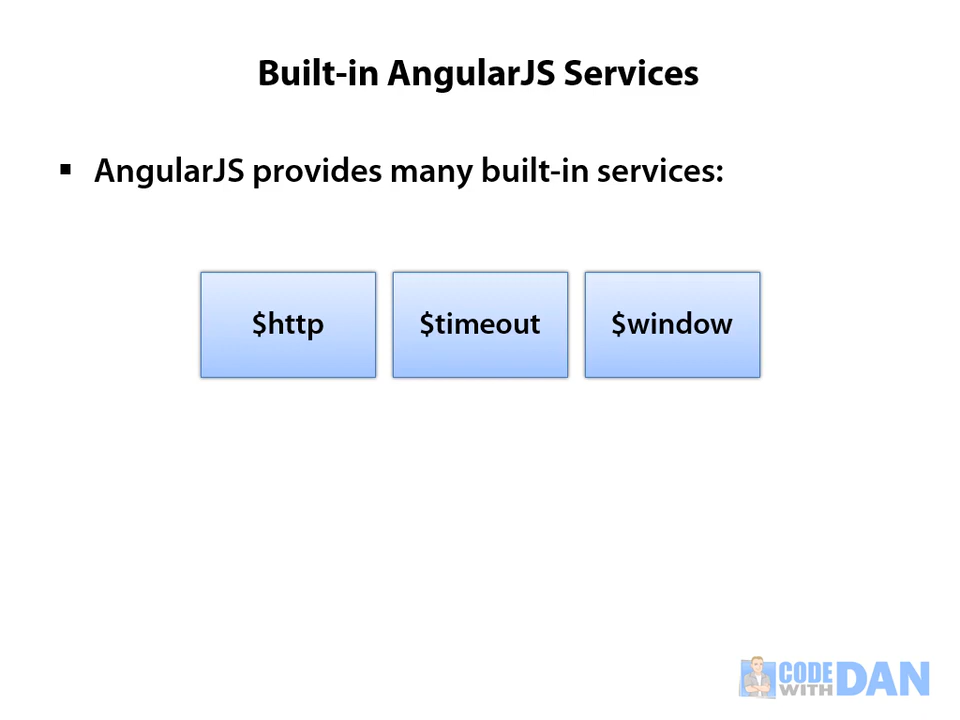 Built-in AngularJS Services
▪ AngularJS provides many built-in services:
$http $timeout $window
CODE WITH DAN